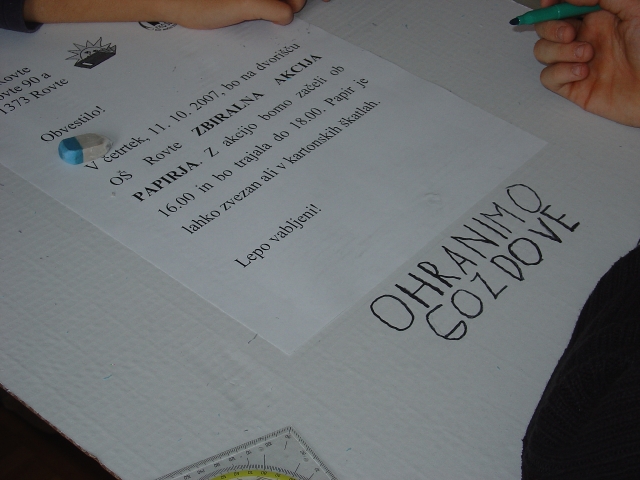 Rovte
Rovte 90 a
1373 Rovte
Obvestilo!
V četrtek, 11. 10. 2007, bo na dvorišču
OŠ Rovte ZBIRALNA AKCIJA
PAPIRJA. Z akcijo bomo začeli ob
16.00 in bo trajala do 18.00. Papir je
lahko zvezan ali v kartonskih škatlah.
Lepo vabljeni!
OHRANIMO
GOZDOVE